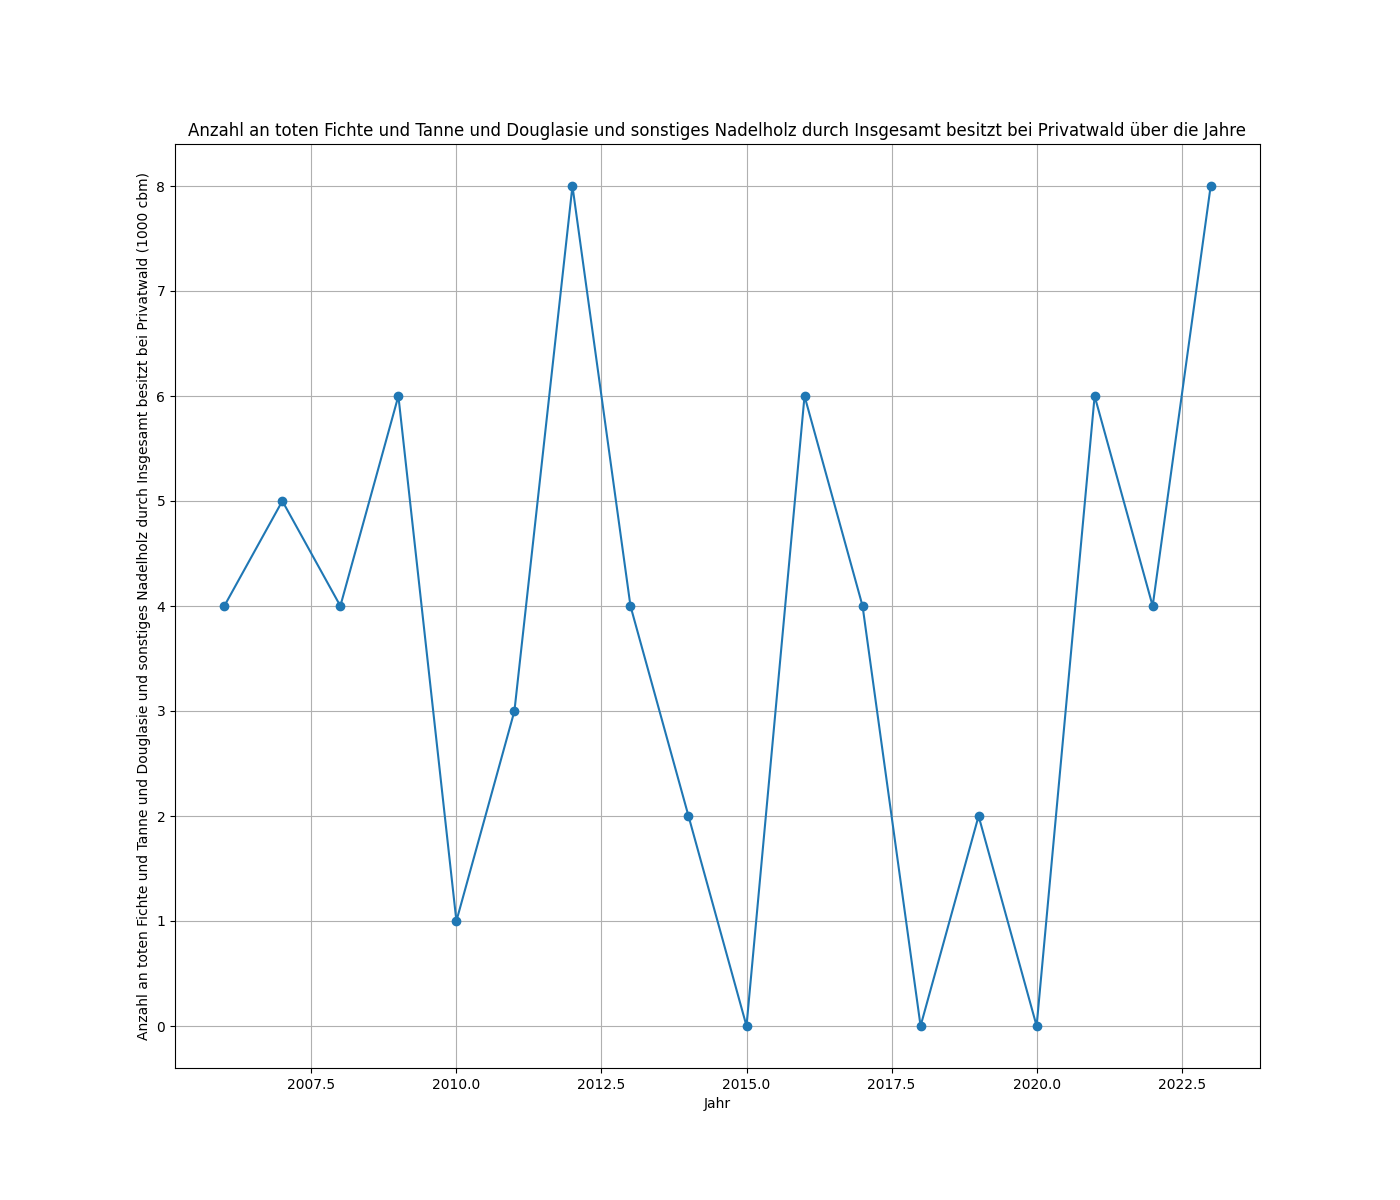 Anzahl an toten Fichte und Tanne und Douglasie und sonstiges Nadelholz durch Insgesamt besitzt bei Privatwald über die Jahre
Anzahl an toten Fichte und Tanne und Douglasie und sonstiges Nadelholz durch Insgesamt besitzt bei Privatwald (1000 cbm)
8
7
6
5
4
3
2
1
0
2007.5 2010.0 2012.5 2015.0 2017.5 2020.0 2022.5
Jahr